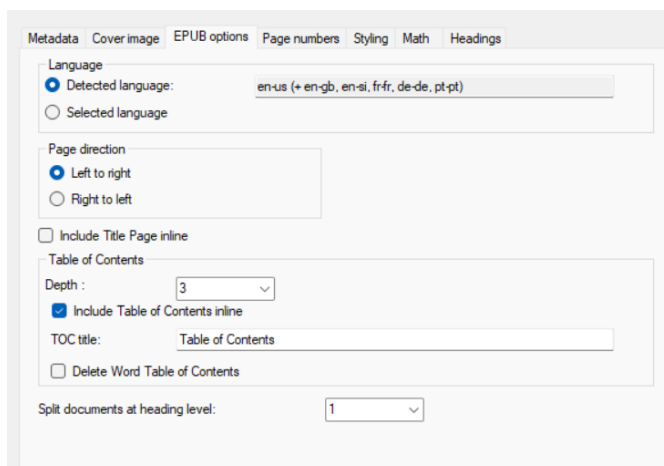 Metadata Cover image EPUB options Page numbers Styling Math Headings
Language
Detected language: en-us (+ en-gb, en-si, fr-fr, de-de, pt-pt)
Selected language
Page direction
Left to right
Right to left
Include Title Page inline
Table of Contents
Depth : 3
Include Table of Contents inline
TOC title: Table of Contents
Delete Word Table of Contents
Split documents at heading level: 1